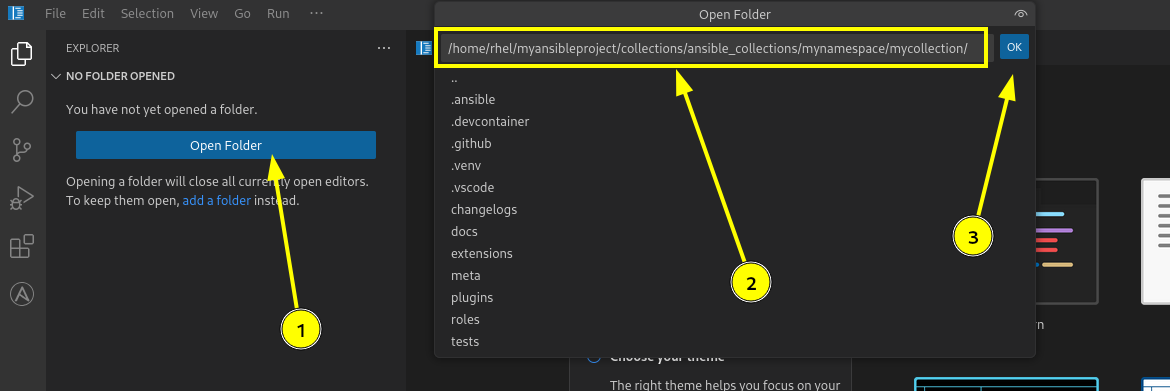 File Edit Selection View Go Run ···
Open Folder
EXPLORER ···
/home/rhel/myansibleproject/collections/ansible_collections/mynamespace/mycollection/
OK
NO FOLDER OPENED
You have not yet opened a folder.
Open Folder
Opening a folder will close all currently open editors.
To keep them open, add a folder instead.
..
.ansible
.devcontainer
.github
.venv
.vscode
changelogs
docs
extensions
meta
plugins
roles
tests
1
2
3
Choose your theme
The right theme helps you focus on your